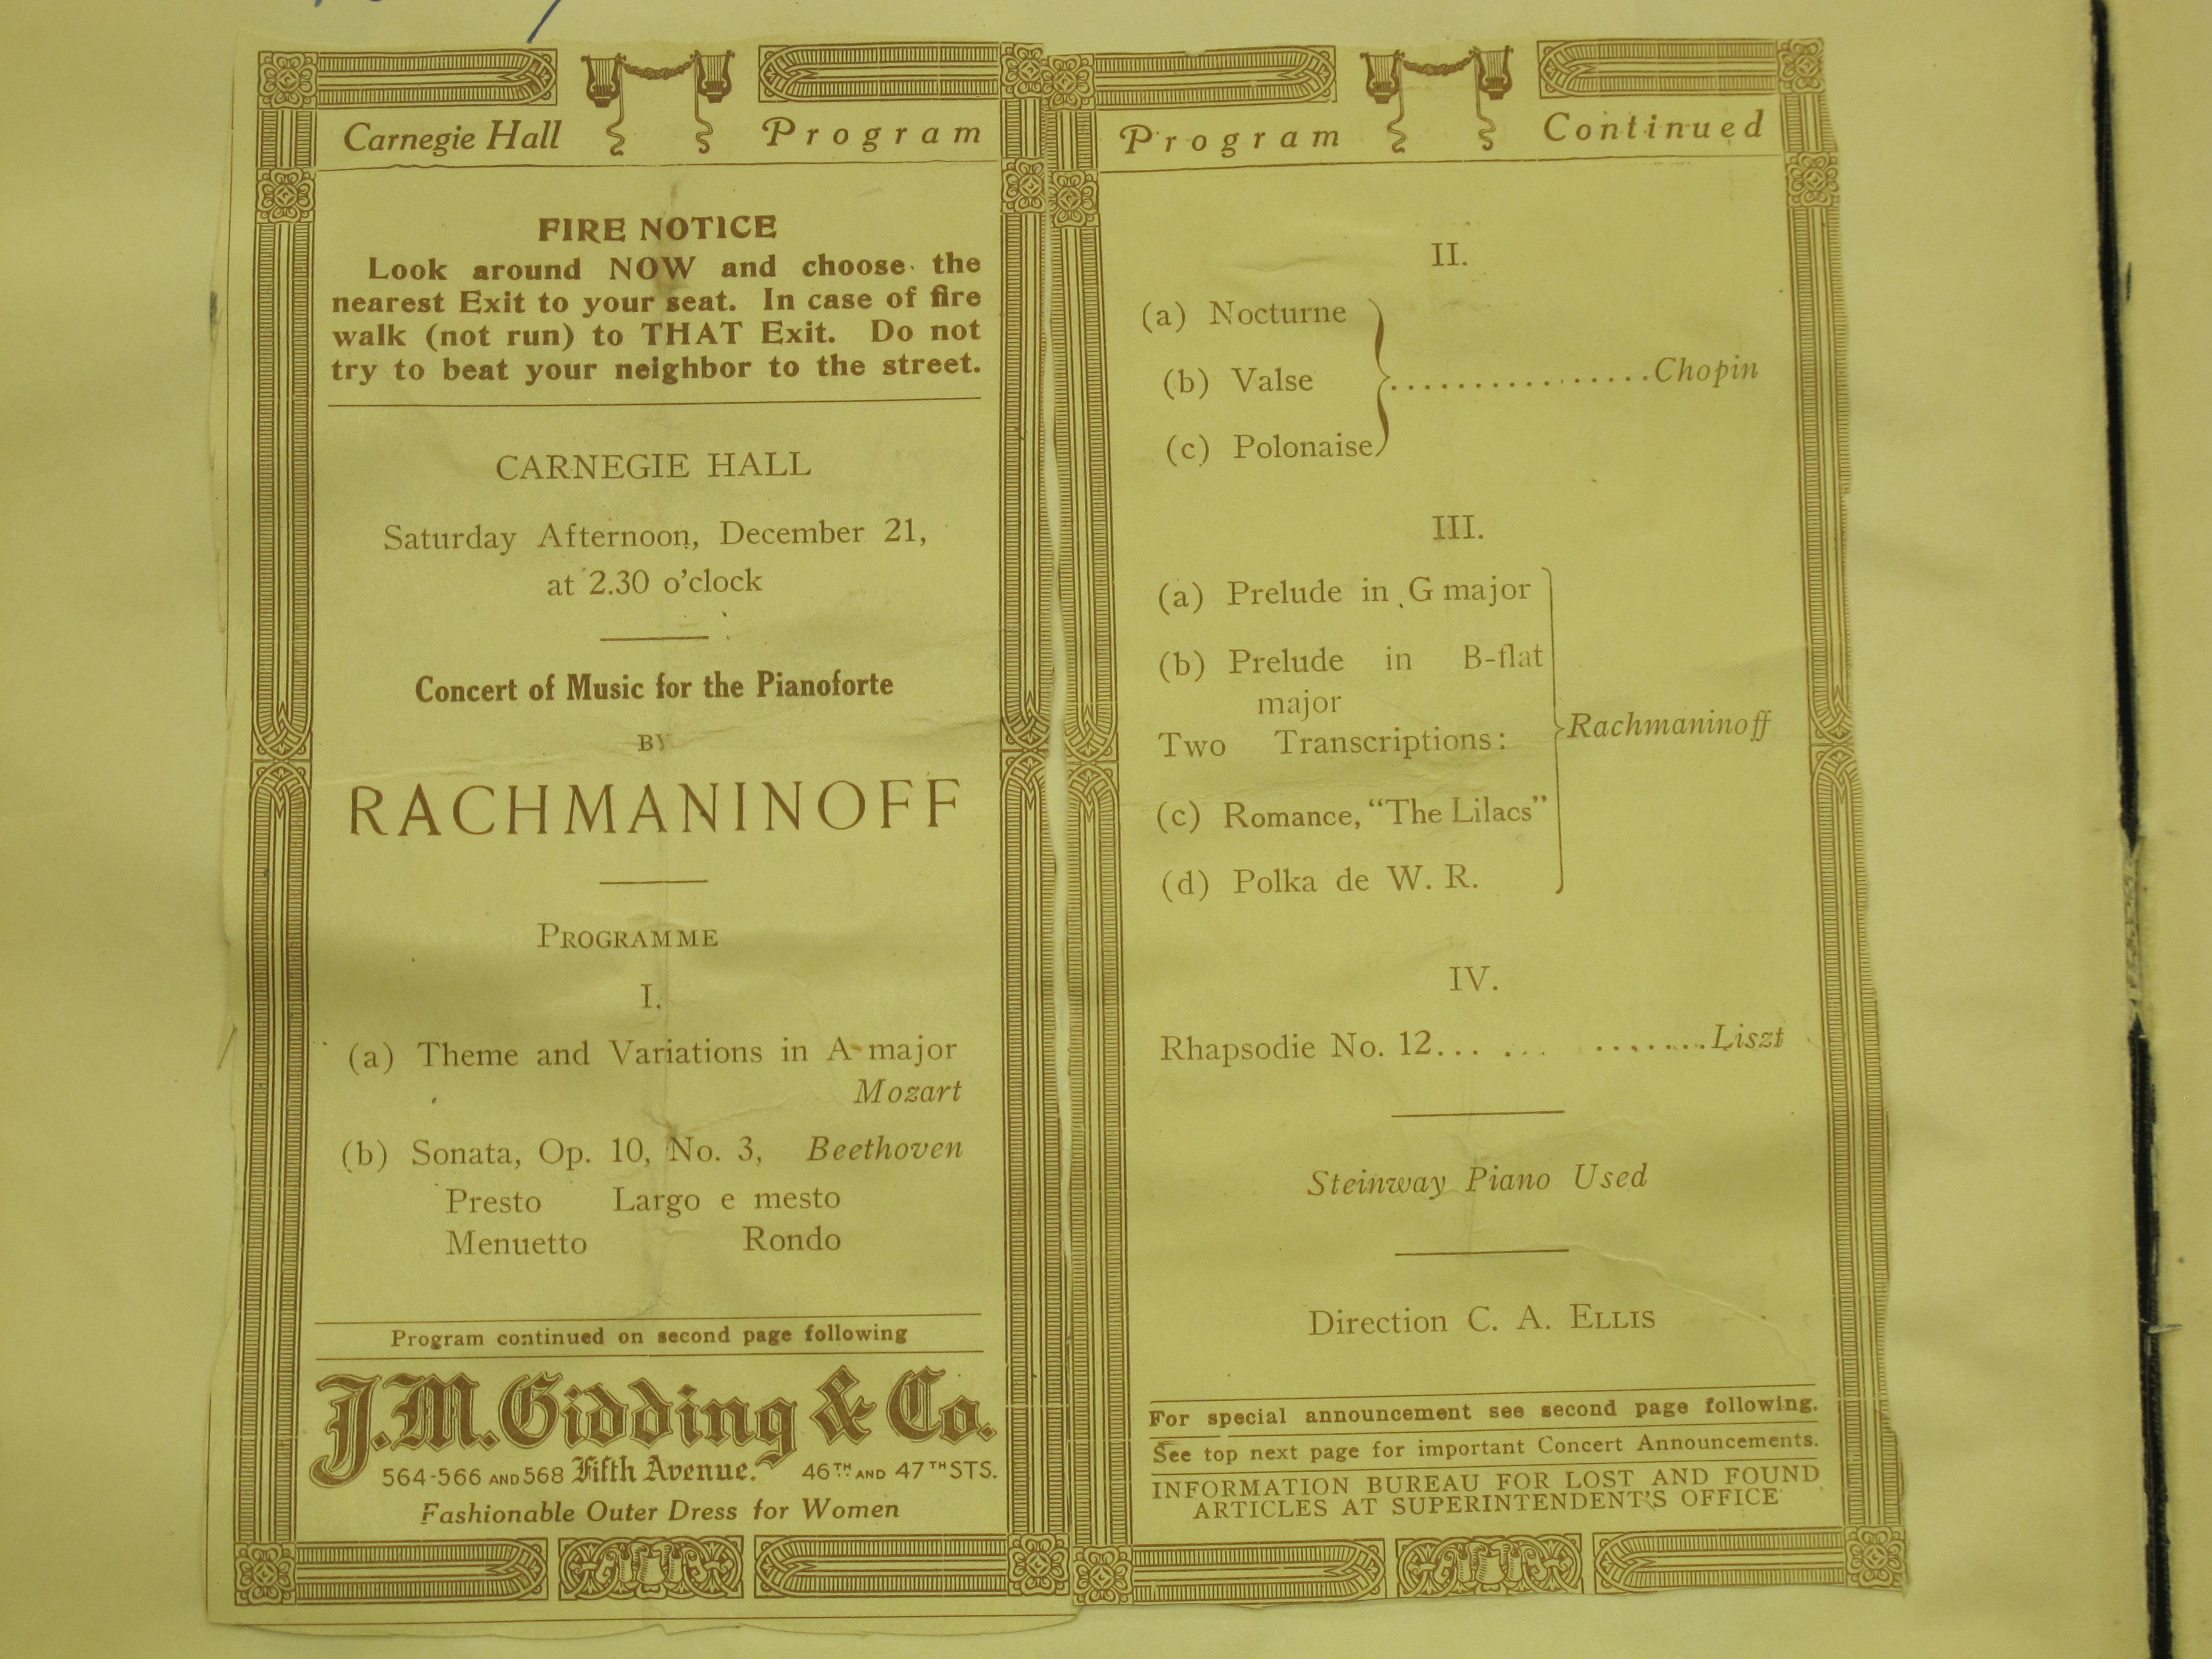 Carnegie Hall Program
FIRE NOTICE
Look around NOW and choose the
nearest Exit to your seat. In case of fire
walk (not run) to THAT Exit. Do not
try to beat your neighbor to the street.
CARNEGIE HALL
Saturday Afternoon, December 21,
at 2.30 o'clock
Concert of Music for the Pianoforte
BY
RACHMANINOFF
PROGRAMME
I.
(a) Theme and Variations in A major
Mozart
(b) Sonata, Op. 10, No. 3, Beethoven
Presto Largo e mesto
Menuetto Rondo
Program continued on second page following
J.M. Gidding & Co.
564-566 AND 568 Fifth Avenue. 46TH AND 47TH STS.
Fashionable Outer Dress for Women
Program Continued
II.
(a) Nocturne
(b) Valse ................Chopin
(c) Polonaise
III.
(a) Prelude in G major
(b) Prelude in B-flat
major
Rachmaninoff
Two Transcriptions:
(c) Romance, "The Lilacs"
(d) Polka de W. R.
IV.
Rhapsodie No. 12... ... .......Liszt
Steinway Piano Used
Direction C. A. ELLIS
For special announcement see second page following.
See top next page for important Concert Announcements.
INFORMATION BUREAU FOR LOST AND FOUND
ARTICLES AT SUPERINTENDENT'S OFFICE